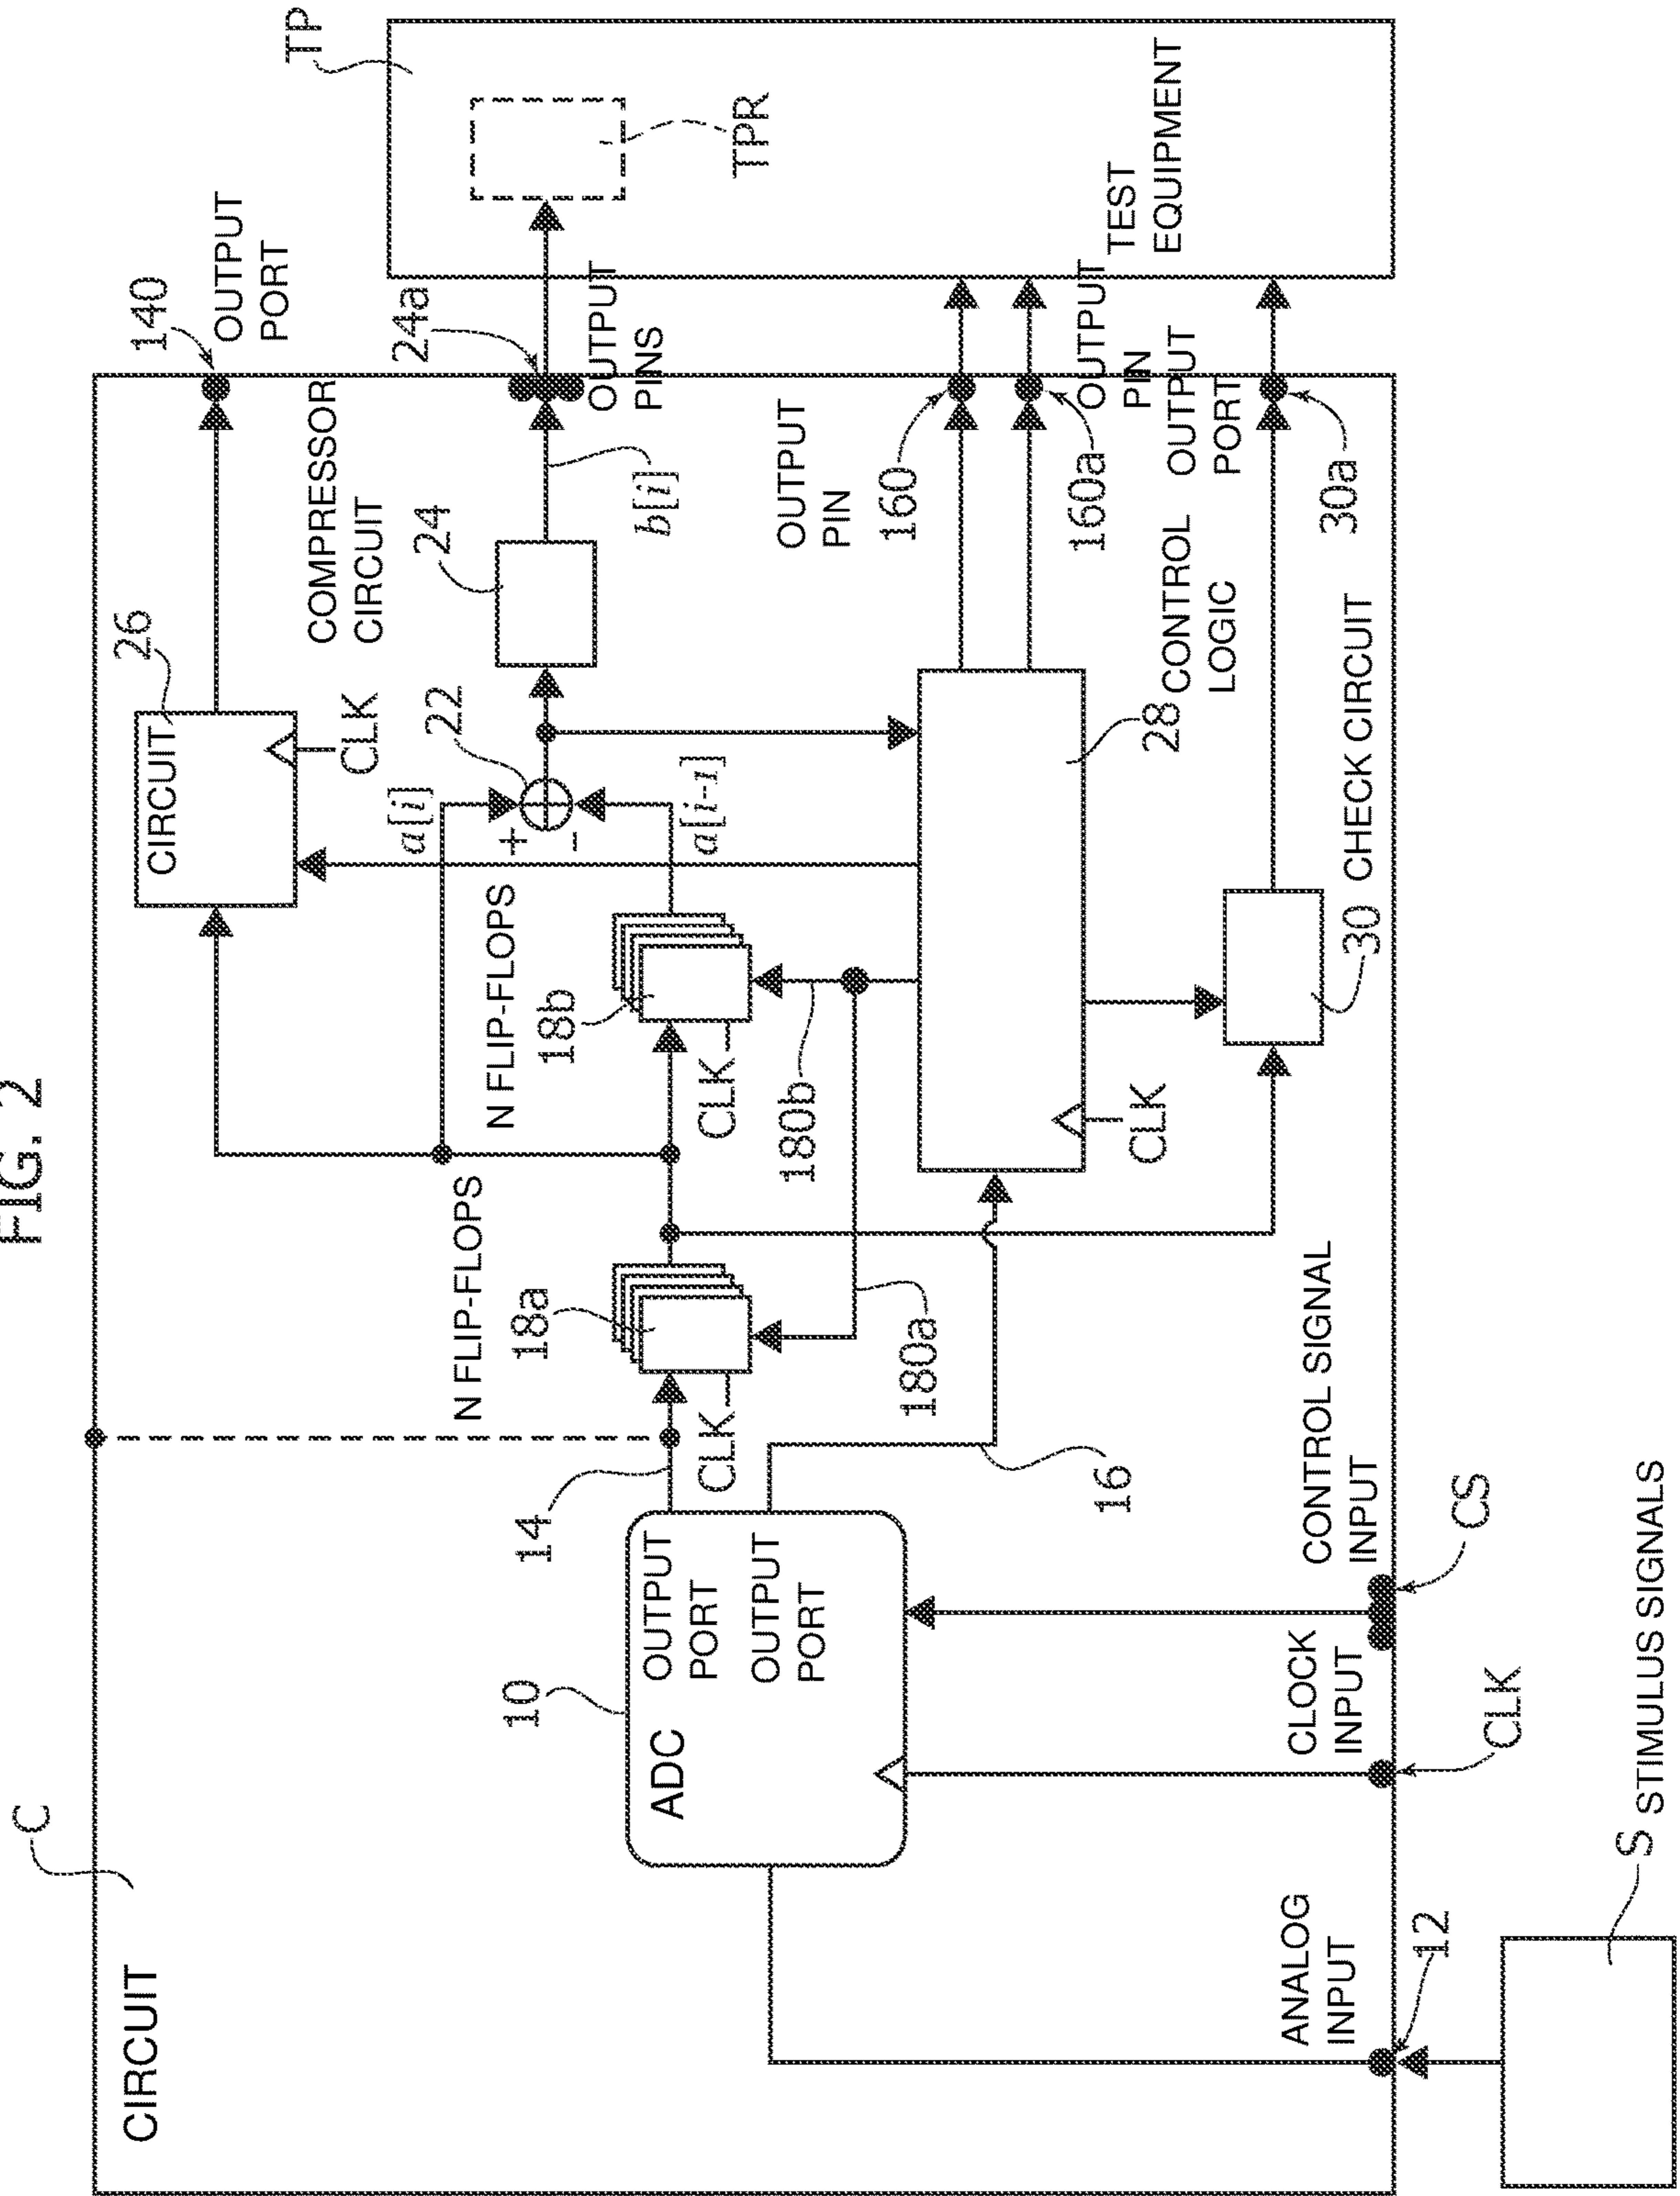 FIG. 2
C
CIRCUIT
10
ADC
OUTPUT
PORT
OUTPUT
PORT
14
16
N FLIP-FLOPS
18a
CLK
180a
N FLIP-FLOPS
18b
CLK
180b
CIRCUIT
26
CLK
a[i]
+
-
a[i-1]
22
COMPRESSOR
CIRCUIT
24
b[i]
140
OUTPUT
PORT
24a
OUTPUT
PINS
TP
TPR
TEST
EQUIPMENT
OUTPUT
PIN
160
160a
OUTPUT
PIN
OUTPUT
PORT
30a
28
CONTROL
LOGIC
CLK
30
CHECK CIRCUIT
ANALOG
INPUT
12
CLOCK
INPUT
CLK
CONTROL SIGNAL
INPUT
CS
S
STIMULUS SIGNALS